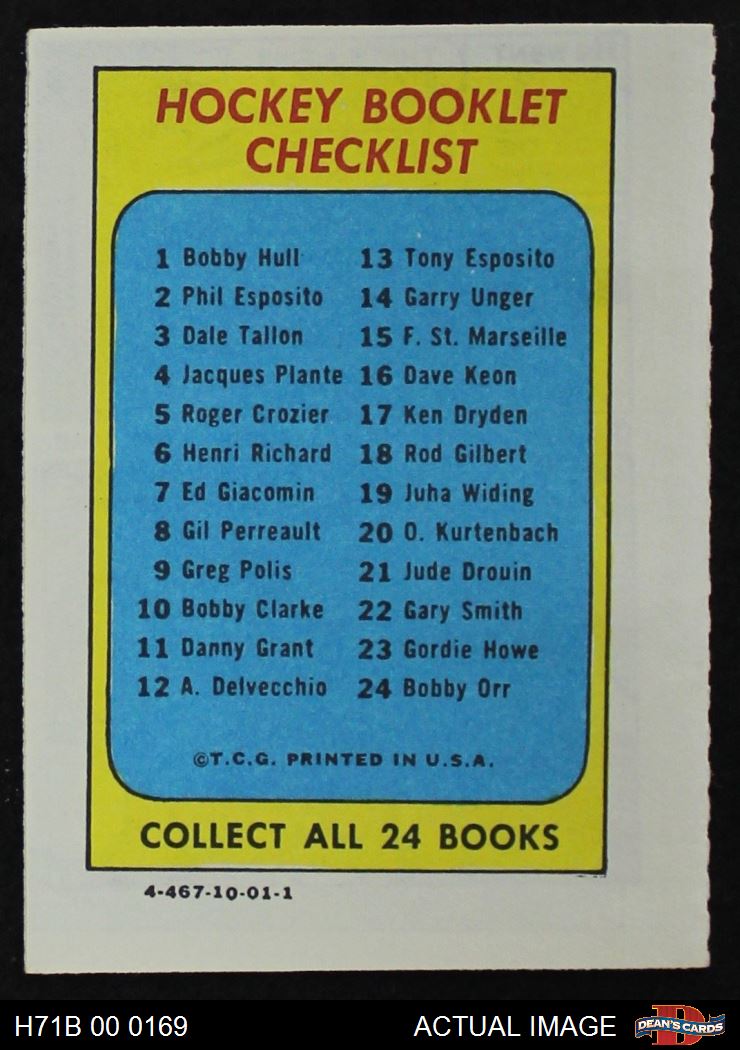 HOCKEY BOOKLET
CHECKLIST
1 Bobby Hull
2 Phil Esposito
3 Dale Tallon
4 Jacques Plante
5 Roger Crozier
6 Henri Richard
7 Ed Giacomin
8 Gil Perreault
9 Greg Polis
10 Bobby Clarke
11 Danny Grant
12 A. Delvecchio
13 Tony Esposito
14 Garry Unger
15 F. St. Marseille
16 Dave Keon
17 Ken Dryden
18 Rod Gilbert
19 Juha Widing
20 O. Kurtenbach
21 Jude Drouin
22 Gary Smith
23 Gordie Howe
24 Bobby Orr
©T.C.G. PRINTED IN U.S.A.
COLLECT ALL 24 BOOKS
4-467-10-01-1
H71B 00 0169
ACTUAL IMAGE
D
DEAN'S CARDS